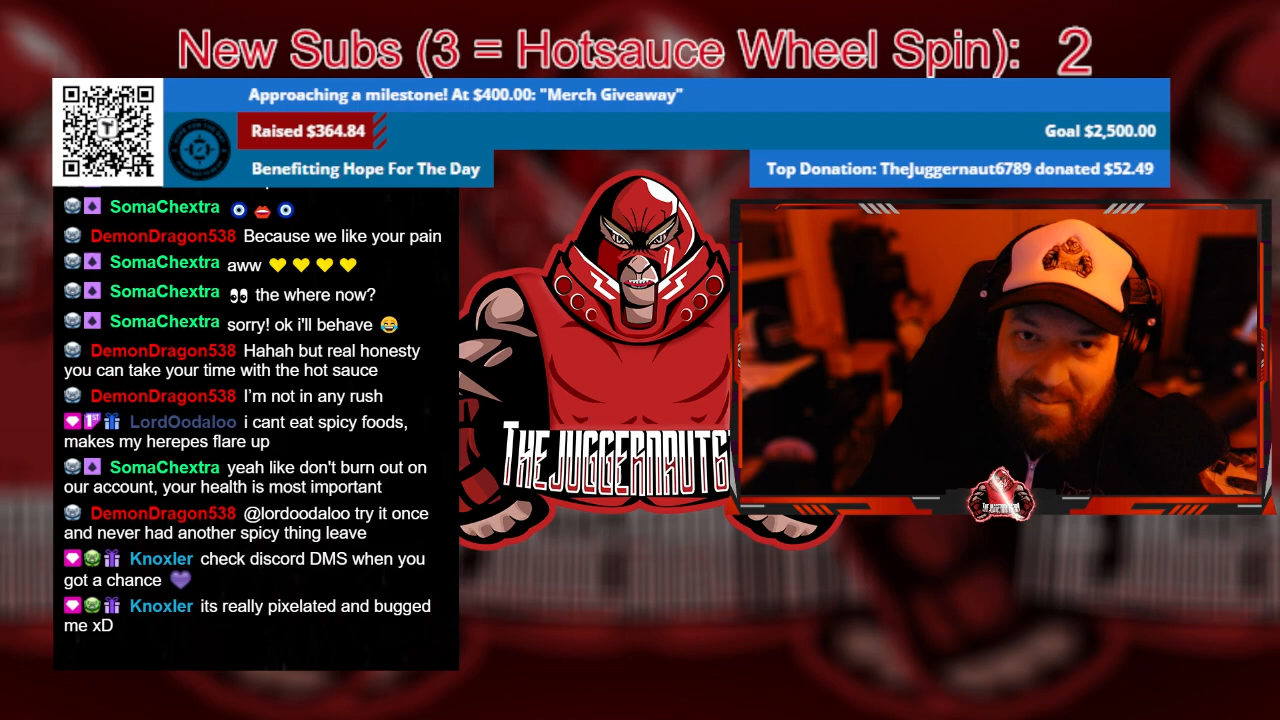 New Subs (3 = Hotsauce Wheel Spin): 2
Approaching a milestone! At $400.00: "Merch Giveaway"
Raised $364.84
Goal $2,500.00
Benefitting Hope For The Day
Top Donation: TheJuggernaut6789 donated $52.49
SomaChextra 🧿 👄 🧿
DemonDragon538 Because we like your pain
SomaChextra aww 💛 💛 💛 💛
SomaChextra 👀 the where now?
SomaChextra sorry! ok i'll behave 😂
DemonDragon538 Hahah but real honesty
you can take your time with the hot sauce
DemonDragon538 I'm not in any rush
LordOodaloo i cant eat spicy foods,
makes my herepes flare up
SomaChextra yeah like don't burn out on
our account, your health is most important
DemonDragon538 @lordoodaloo try it once
and never had another spicy thing leave
Knoxler check discord DMS when you
got a chance 💜
Knoxler its really pixelated and bugged
me xD
THEJUGGERNAUT6